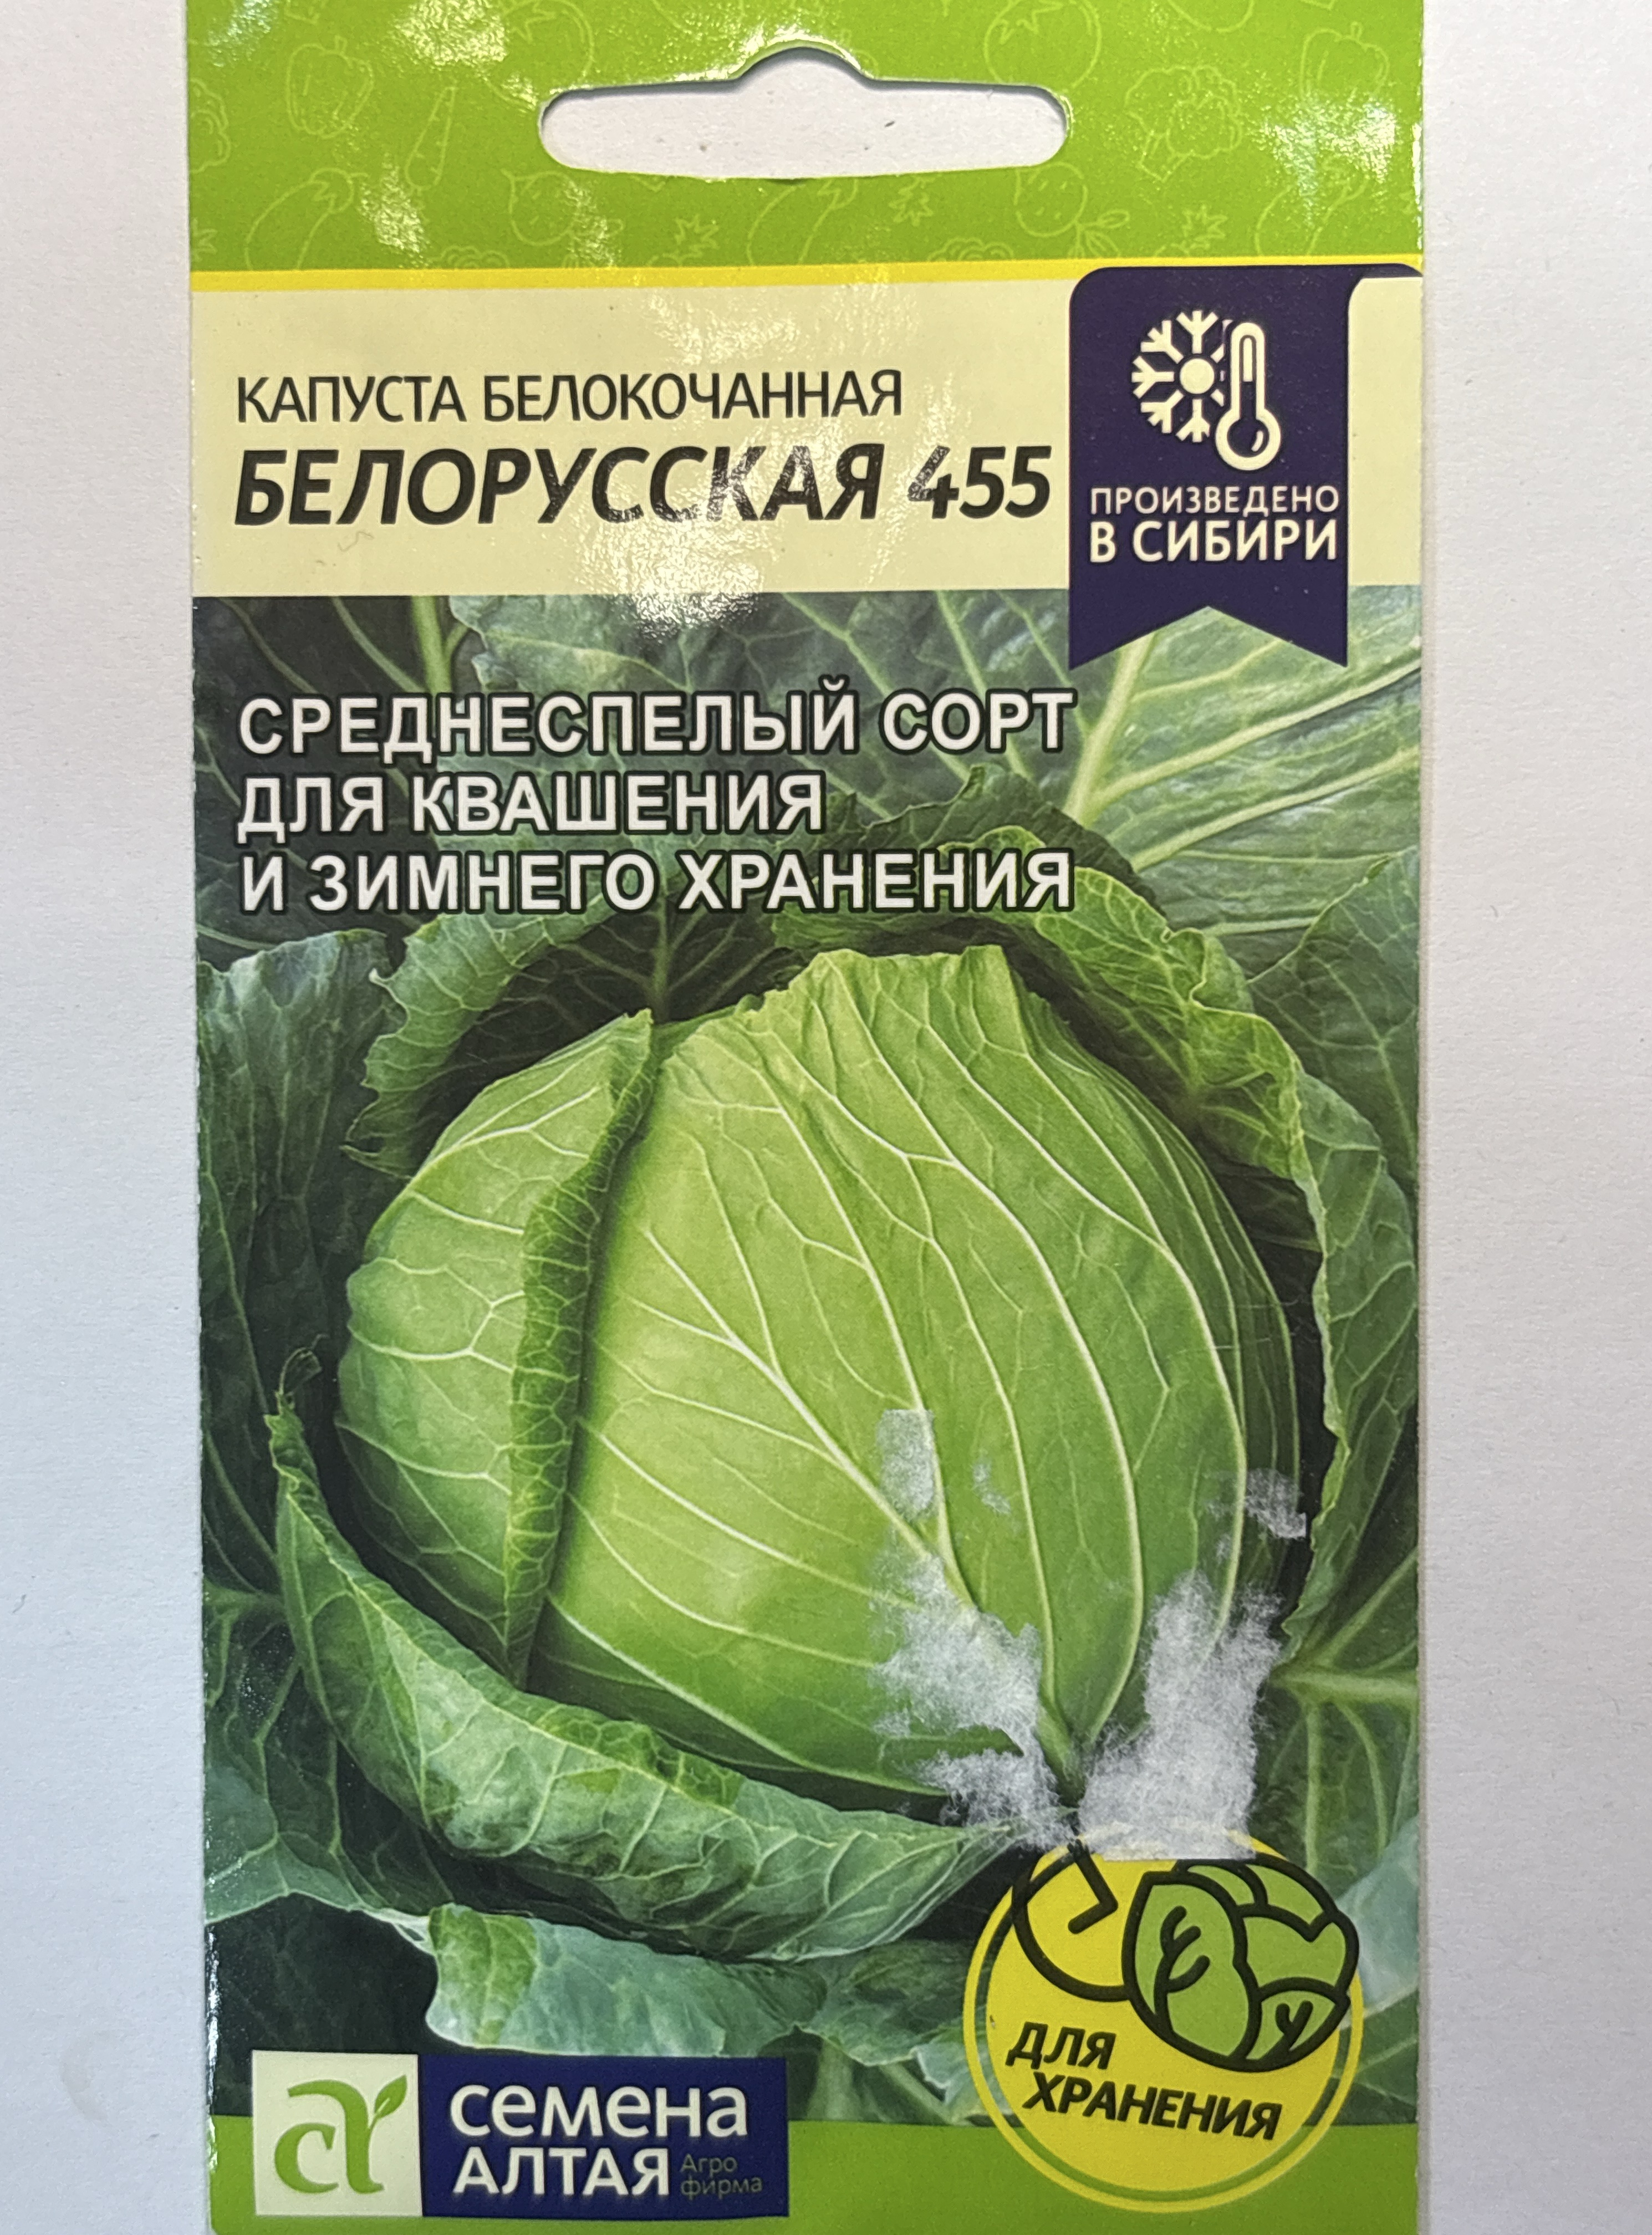 КАПУСТА БЕЛОКОЧАННАЯ
БЕЛОРУССКАЯ 455
ПРОИЗВЕДЕНО
В СИБИРИ
СРЕДНЕСПЕЛЫЙ СОРТ
ДЛЯ КВАШЕНИЯ
И ЗИМНЕГО ХРАНЕНИЯ
ДЛЯ
ХРАНЕНИЯ
семена
АЛТАЯ
Агро
фирма